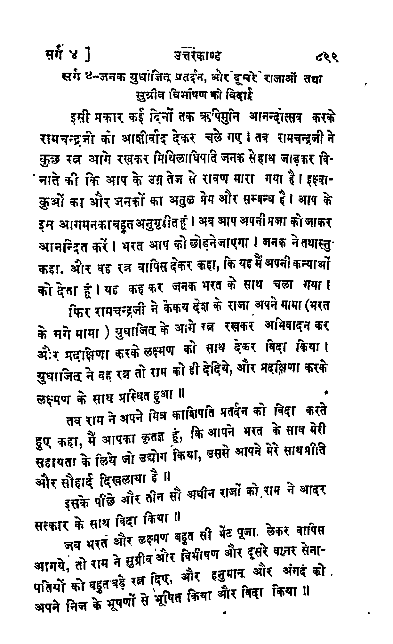 सर्ग ४ ] उत्तरकाण्ड ८९९
सर्ग ४-जनक युधाजित् प्रतर्दन, और दूसरे राजाओं तथा
सुग्रीव विभीषण को विदाई
इसी प्रकार कई दिनों तक ऋषिमुनि आनन्दोत्सव करके
रामचन्द्रजी को आशीर्वाद देकर चले गए। तब रामचन्द्रजी ने
कुछ रत्न आगे रखकर मिथिलाधिपति जनक से हाथ जोड़कर वि-
नति की कि आप के उग्र तेज से रावण मारा गया है। इक्ष्वा-
कुओं का और जनकों का अतुल प्रेम और सम्बन्ध है। आप के
इम आगमनका बहुत अनुगृहीत हूं। अब आप अपनी प्रजा को जाकर
आनन्दित करें। भरत आप को छोड़ने जाएगा। जनक ने तथास्तु
कहा. और वह रत्न वापिस देकर कहा, कि यह मैं अपनी कन्याओं
को देता हूं। यह कह कर जनक भरत के साथ चला गया।
फिर रामचन्द्रजी ने केकय देश के राजा अपने मामा (भरत
के सगे मामा) युधाजित् के आगे रत्न रखकर अभिवादन कर
और प्रदक्षिणा करके लक्ष्मण को साथ देकर विदा किया।
युधाजित् ने वह रत्न तो राम को ही देदिये, और प्रदक्षिणा करके
लक्ष्मण के साथ प्रस्थित हुआ॥
तब राम ने अपने मित्र काशिपति प्रतर्दन को विदा करते
हुए कहा, मैं आपका कृतज्ञ हूं, कि आपने भरत के साथ मेरी
सहायता के लिये जो उद्योग किया, उससे आपने मेरे साथ प्रीति
और सौहार्द दिखलाया है॥
इसके पीछे और तीन सौ अधीन राजों को राम ने आदर
सत्कार के साथ विदा किया॥
जब भरत और लक्ष्मण बहुत सी भेंट पूजा लेकर वापिस
आगये, तो राम ने सुग्रीव और विभीषण और दूसरे वानर सेना-
पतियों को बहुत बड़े रत्न दिए, और हनुमान् और अंगद को
अपने निज के भूषणों से भूषित किया और विदा किया॥